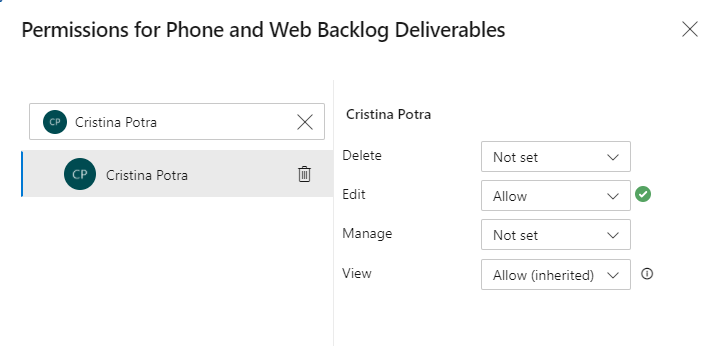 Permissions for Phone and Web Backlog Deliverables
CP Cristina Potra
CP Cristina Potra
Cristina Potra
Delete Not set
Edit Allow
Manage Not set
View Allow (inherited)